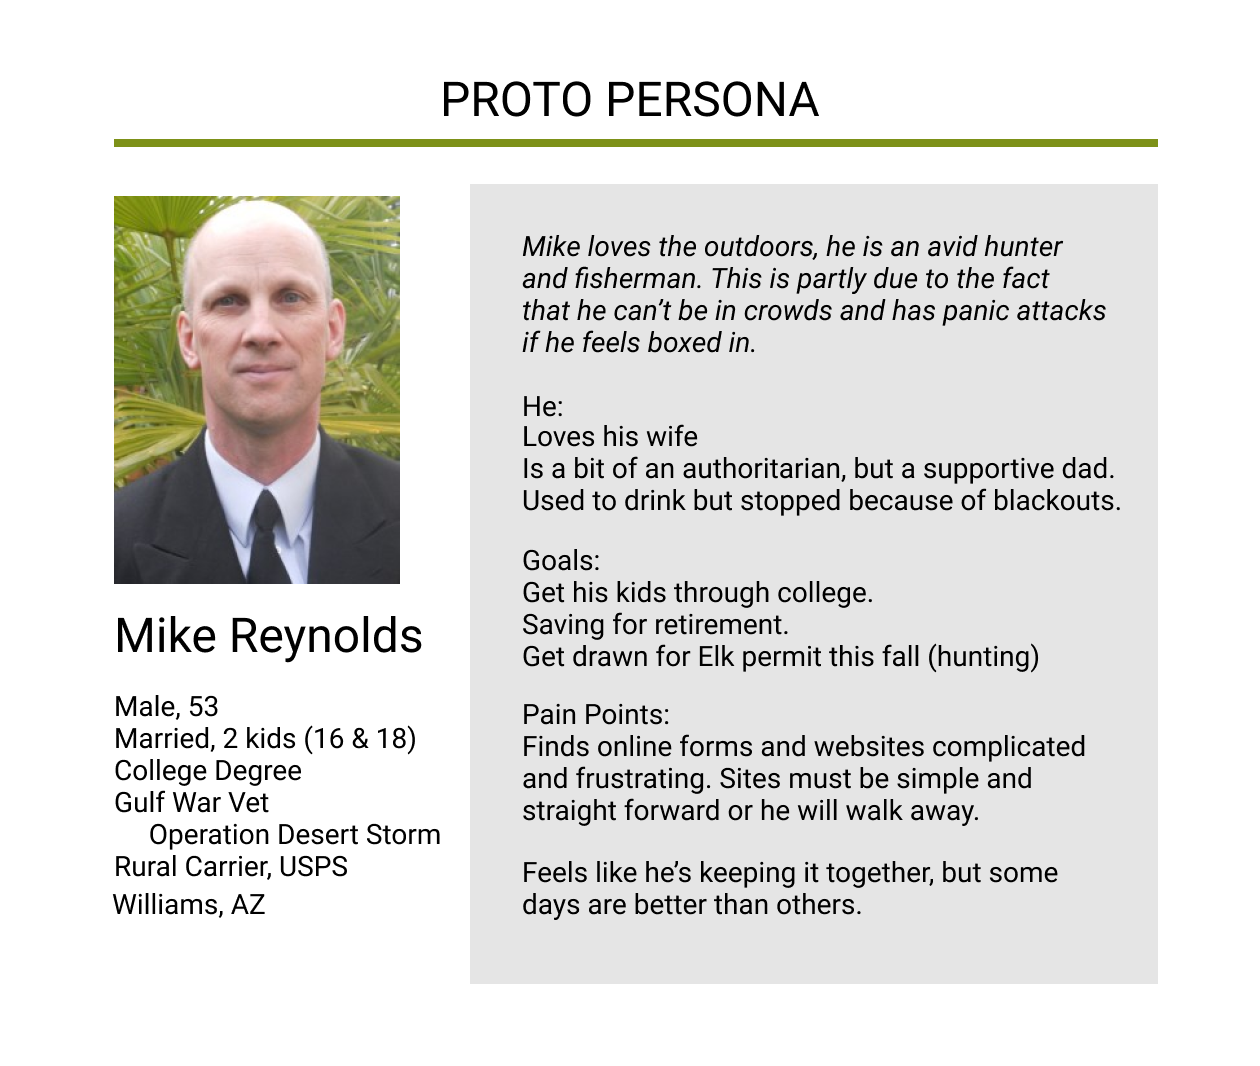 PROTO PERSONA
Mike Reynolds
Male, 53
Married, 2 kids (16 & 18)
College Degree
Gulf War Vet
Operation Desert Storm
Rural Carrier, USPS
Williams, AZ
Mike loves the outdoors, he is an avid hunter
and fisherman. This is partly due to the fact
that he can’t be in crowds and has panic attacks
if he feels boxed in.
He:
Loves his wife
Is a bit of an authoritarian, but a supportive dad.
Used to drink but stopped because of blackouts.
Goals:
Get his kids through college.
Saving for retirement.
Get drawn for Elk permit this fall (hunting)
Pain Points:
Finds online forms and websites complicated
and frustrating. Sites must be simple and
straight forward or he will walk away.
Feels like he’s keeping it together, but some
days are better than others.